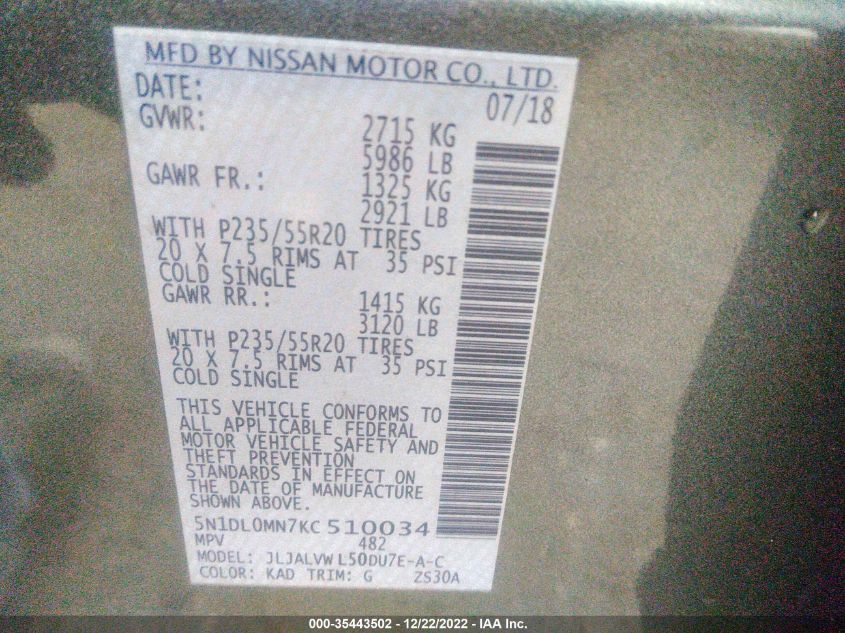 MFD BY NISSAN MOTOR CO., LTD.
DATE: 07/18
GVWR: 2715 KG
5986 LB
GAWR FR.: 1325 KG
2921 LB
WITH P235/55R20 TIRES
20 X 7.5 RIMS AT 35 PSI
COLD SINGLE
GAWR RR.: 1415 KG
3120 LB
WITH P235/55R20 TIRES
20 X 7.5 RIMS AT 35 PSI
COLD SINGLE
THIS VEHICLE CONFORMS TO
ALL APPLICABLE FEDERAL
MOTOR VEHICLE SAFETY AND
THEFT PREVENTION
STANDARDS IN EFFECT ON
THE DATE OF MANUFACTURE
SHOWN ABOVE.
5N1DL0MN7KC 510034
MPV 482
MODEL: JLJALVW L50DU7E-A-C
COLOR: KAD TRIM: G ZS30A
000-35443502 - 12/22/2022 - IAA Inc.